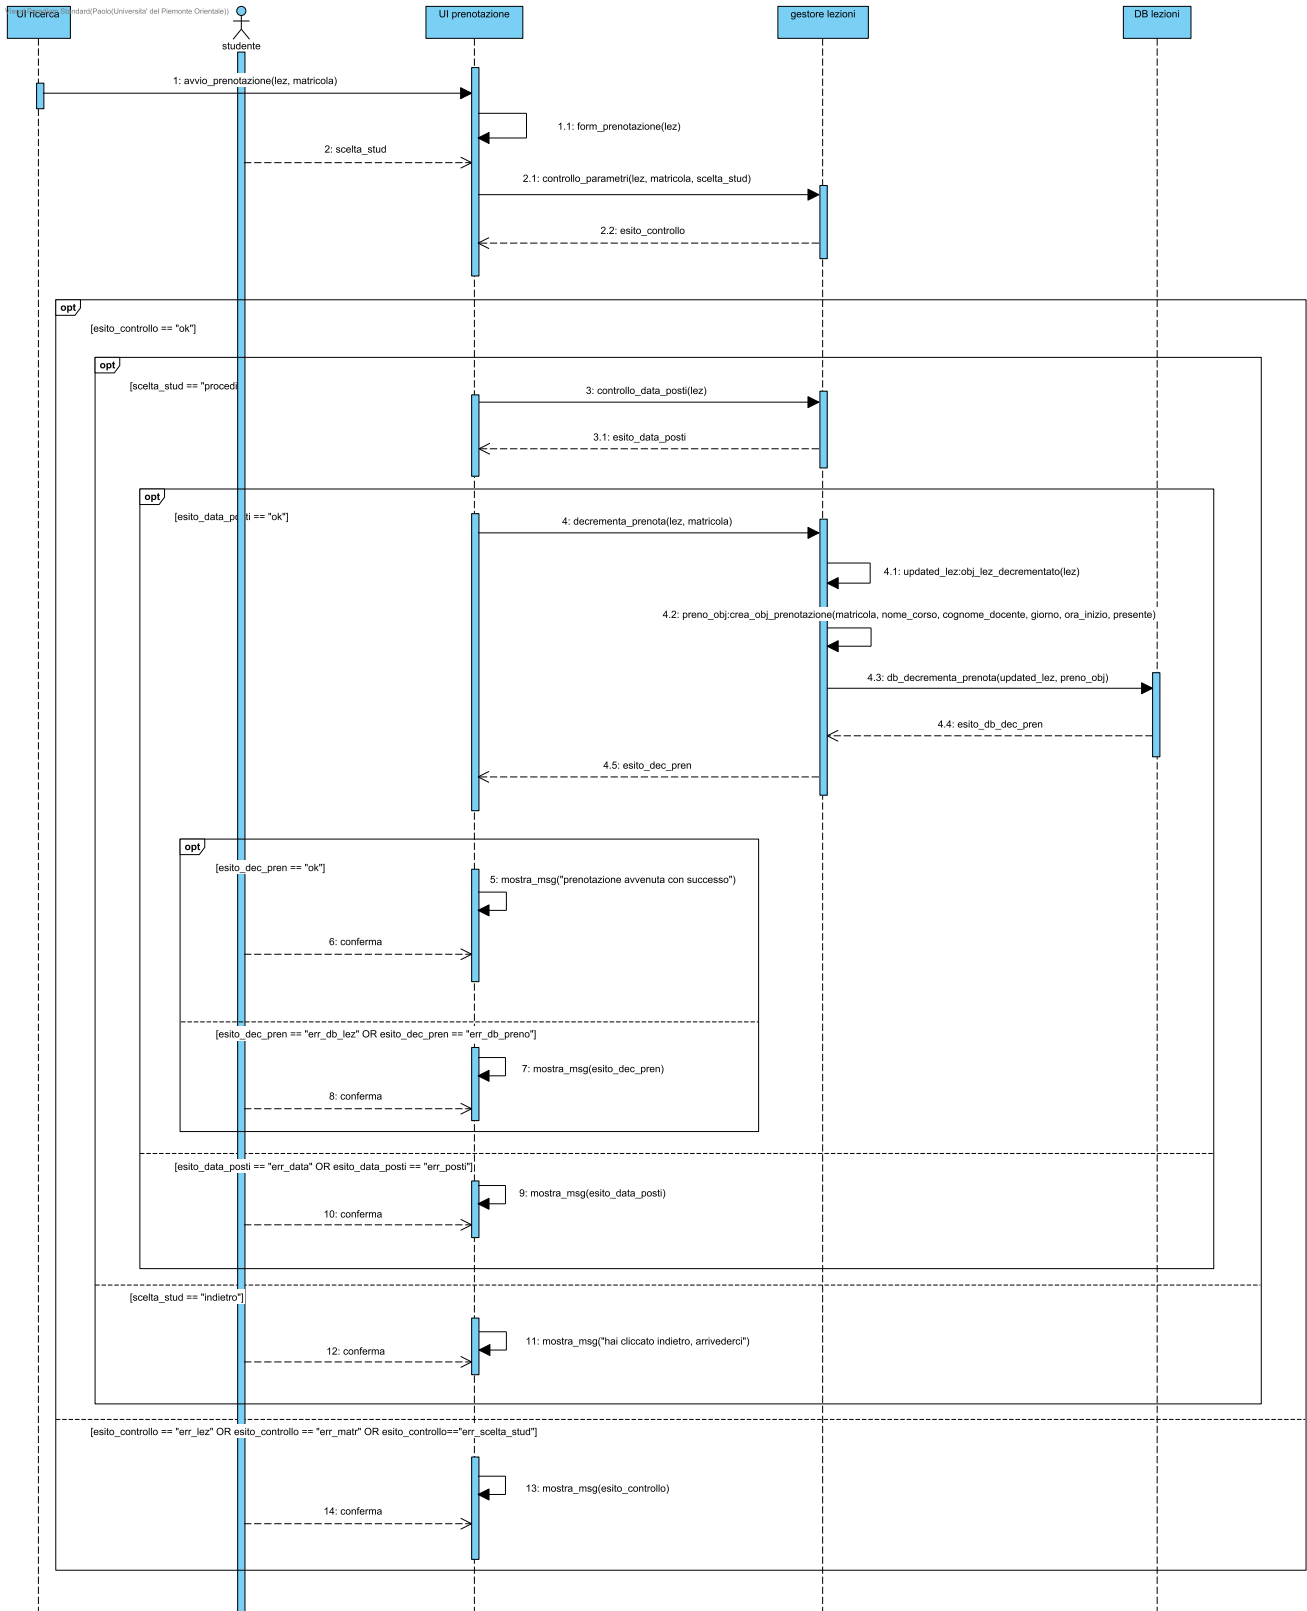 Standard(Paolo(Universita' del Piemonte Orientale))
UI ricerca
studente
UI prenotazione
gestore lezioni
DB lezioni
1: avvio_prenotazione(lez, matricola)
1.1: form_prenotazione(lez)
2: scelta_stud
2.1: controllo_parametri(lez, matricola, scelta_stud)
2.2: esito_controllo
opt
[esito_controllo == "ok"]
opt
[scelta_stud == "procedi
3: controllo_data_posti(lez)
3.1: esito_data_posti
opt
[esito_data_posti == "ok"]
4: decrementa_prenota(lez, matricola)
4.1: updated_lez:obj_lez_decrementato(lez)
4.2: preno_obj:crea_obj_prenotazione(matricola, nome_corso, cognome_docente, giorno, ora_inizio, presente)
4.3: db_decrementa_prenota(updated_lez, preno_obj)
4.4: esito_db_dec_pren
4.5: esito_dec_pren
opt
[esito_dec_pren == "ok"]
5: mostra_msg("prenotazione avvenuta con successo")
6: conferma
[esito_dec_pren == "err_db_lez" OR esito_dec_pren == "err_db_preno"]
7: mostra_msg(esito_dec_pren)
8: conferma
[esito_data_posti == "err_data" OR esito_data_posti == "err_posti"]
9: mostra_msg(esito_data_posti)
10: conferma
[scelta_stud == "indietro"]
11: mostra_msg("hai cliccato indietro, arrivederci")
12: conferma
[esito_controllo == "err_lez" OR esito_controllo == "err_matr" OR esito_controllo=="err_scelta_stud"]
13: mostra_msg(esito_controllo)
14: conferma